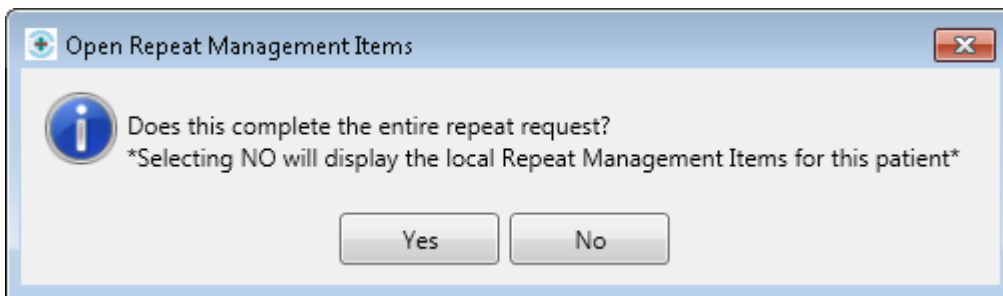 Open Repeat Management Items
Does this complete the entire repeat request?
*Selecting NO will display the local Repeat Management Items for this patient*
Yes
No